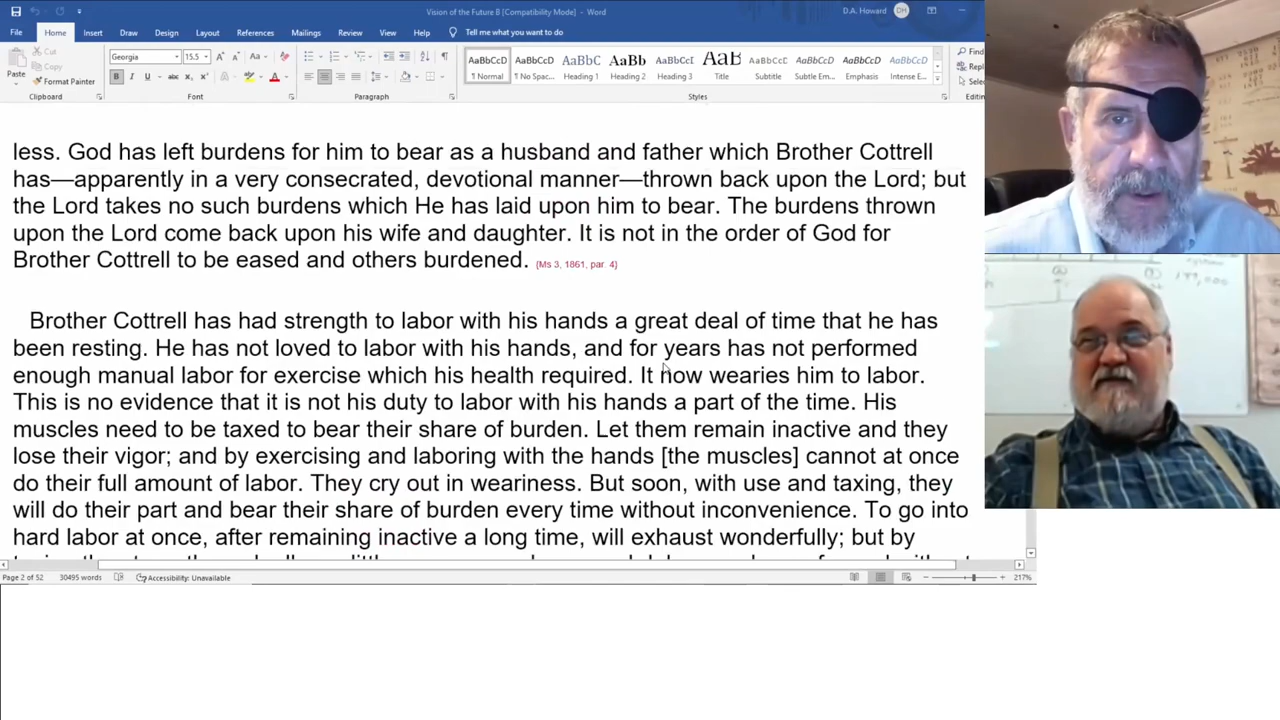 Vision of the Future B [Compatibility Mode] - Word
D.A. Howard
DH
File Home Insert Draw Design Layout References Mailings Review View Help Tell me what you want to do
Paste
Cut
Copy
Format Painter
Georgia 15.5
AaBbCcD AaBbCcD AaBbC AaBb AaBbCcI AaB AaBbCcD AaBbCcD AaBbCcD AaBbCcD
¶ Normal ¶ No Spac... Heading 1 Heading 2 Heading 3 Title Subtitle Subtle Em... Emphasis Intense E...
Find
Clipboard Font Paragraph Styles
less. God has left burdens for him to bear as a husband and father which Brother Cottrell
has—apparently in a very consecrated, devotional manner—thrown back upon the Lord; but
the Lord takes no such burdens which He has laid upon him to bear. The burdens thrown
upon the Lord come back upon his wife and daughter. It is not in the order of God for
Brother Cottrell to be eased and others burdened. {Ms 3, 1861, par. 4}
Brother Cottrell has had strength to labor with his hands a great deal of time that he has
been resting. He has not loved to labor with his hands, and for years has not performed
enough manual labor for exercise which his health required. It now wearies him to labor.
This is no evidence that it is not his duty to labor with his hands a part of the time. His
muscles need to be taxed to bear their share of burden. Let them remain inactive and they
lose their vigor; and by exercising and laboring with the hands [the muscles] cannot at once
do their full amount of labor. They cry out in weariness. But soon, with use and taxing, they
will do their part and bear their share of burden every time without inconvenience. To go into
hard labor at once, after remaining inactive a long time, will exhaust wonderfully; but by
Page 2 of 52 30495 words Accessibility: Unavailable 217%